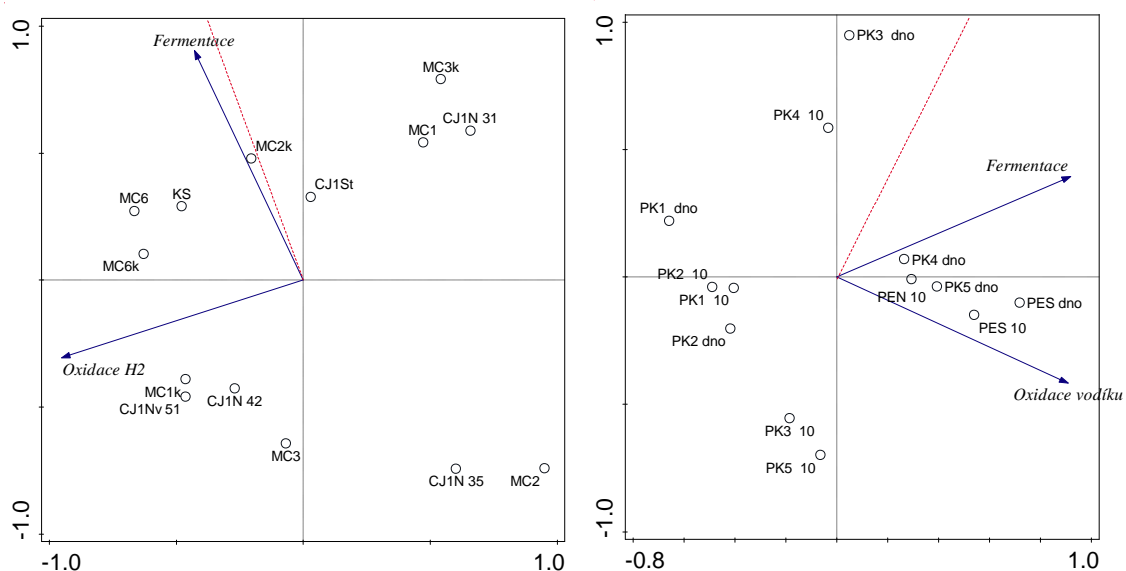 1.0
Fermentace
MC3k
CJ1N 31
MC1
MC2k
CJ1St
MC6
KS
MC6k
Oxidace H2
MC1k
CJ1Nv 51
CJ1N 42
MC3
CJ1N 35
MC2
-1.0
-1.0
1.0
1.0
PK3 dno
PK4 10
Fermentace
PK1 dno
PK4 dno
PK2 10
PK1 10
PEN 10
PK5 dno
PES dno
PES 10
PK2 dno
Oxidace vodíku
PK3 10
PK5 10
-1.0
-0.8
1.0